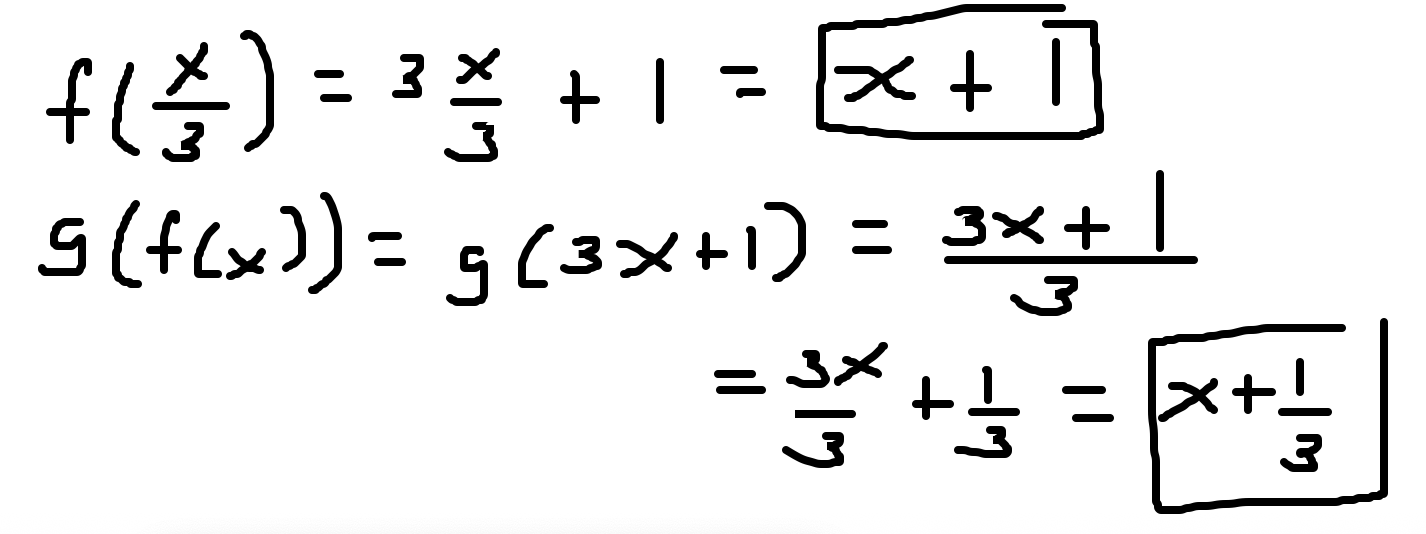 f(x/3) = 3 x/3 + 1 = x + 1
g(f(x)) = g(3x+1) = (3x+1)/3
= 3x/3 + 1/3 = x + 1/3